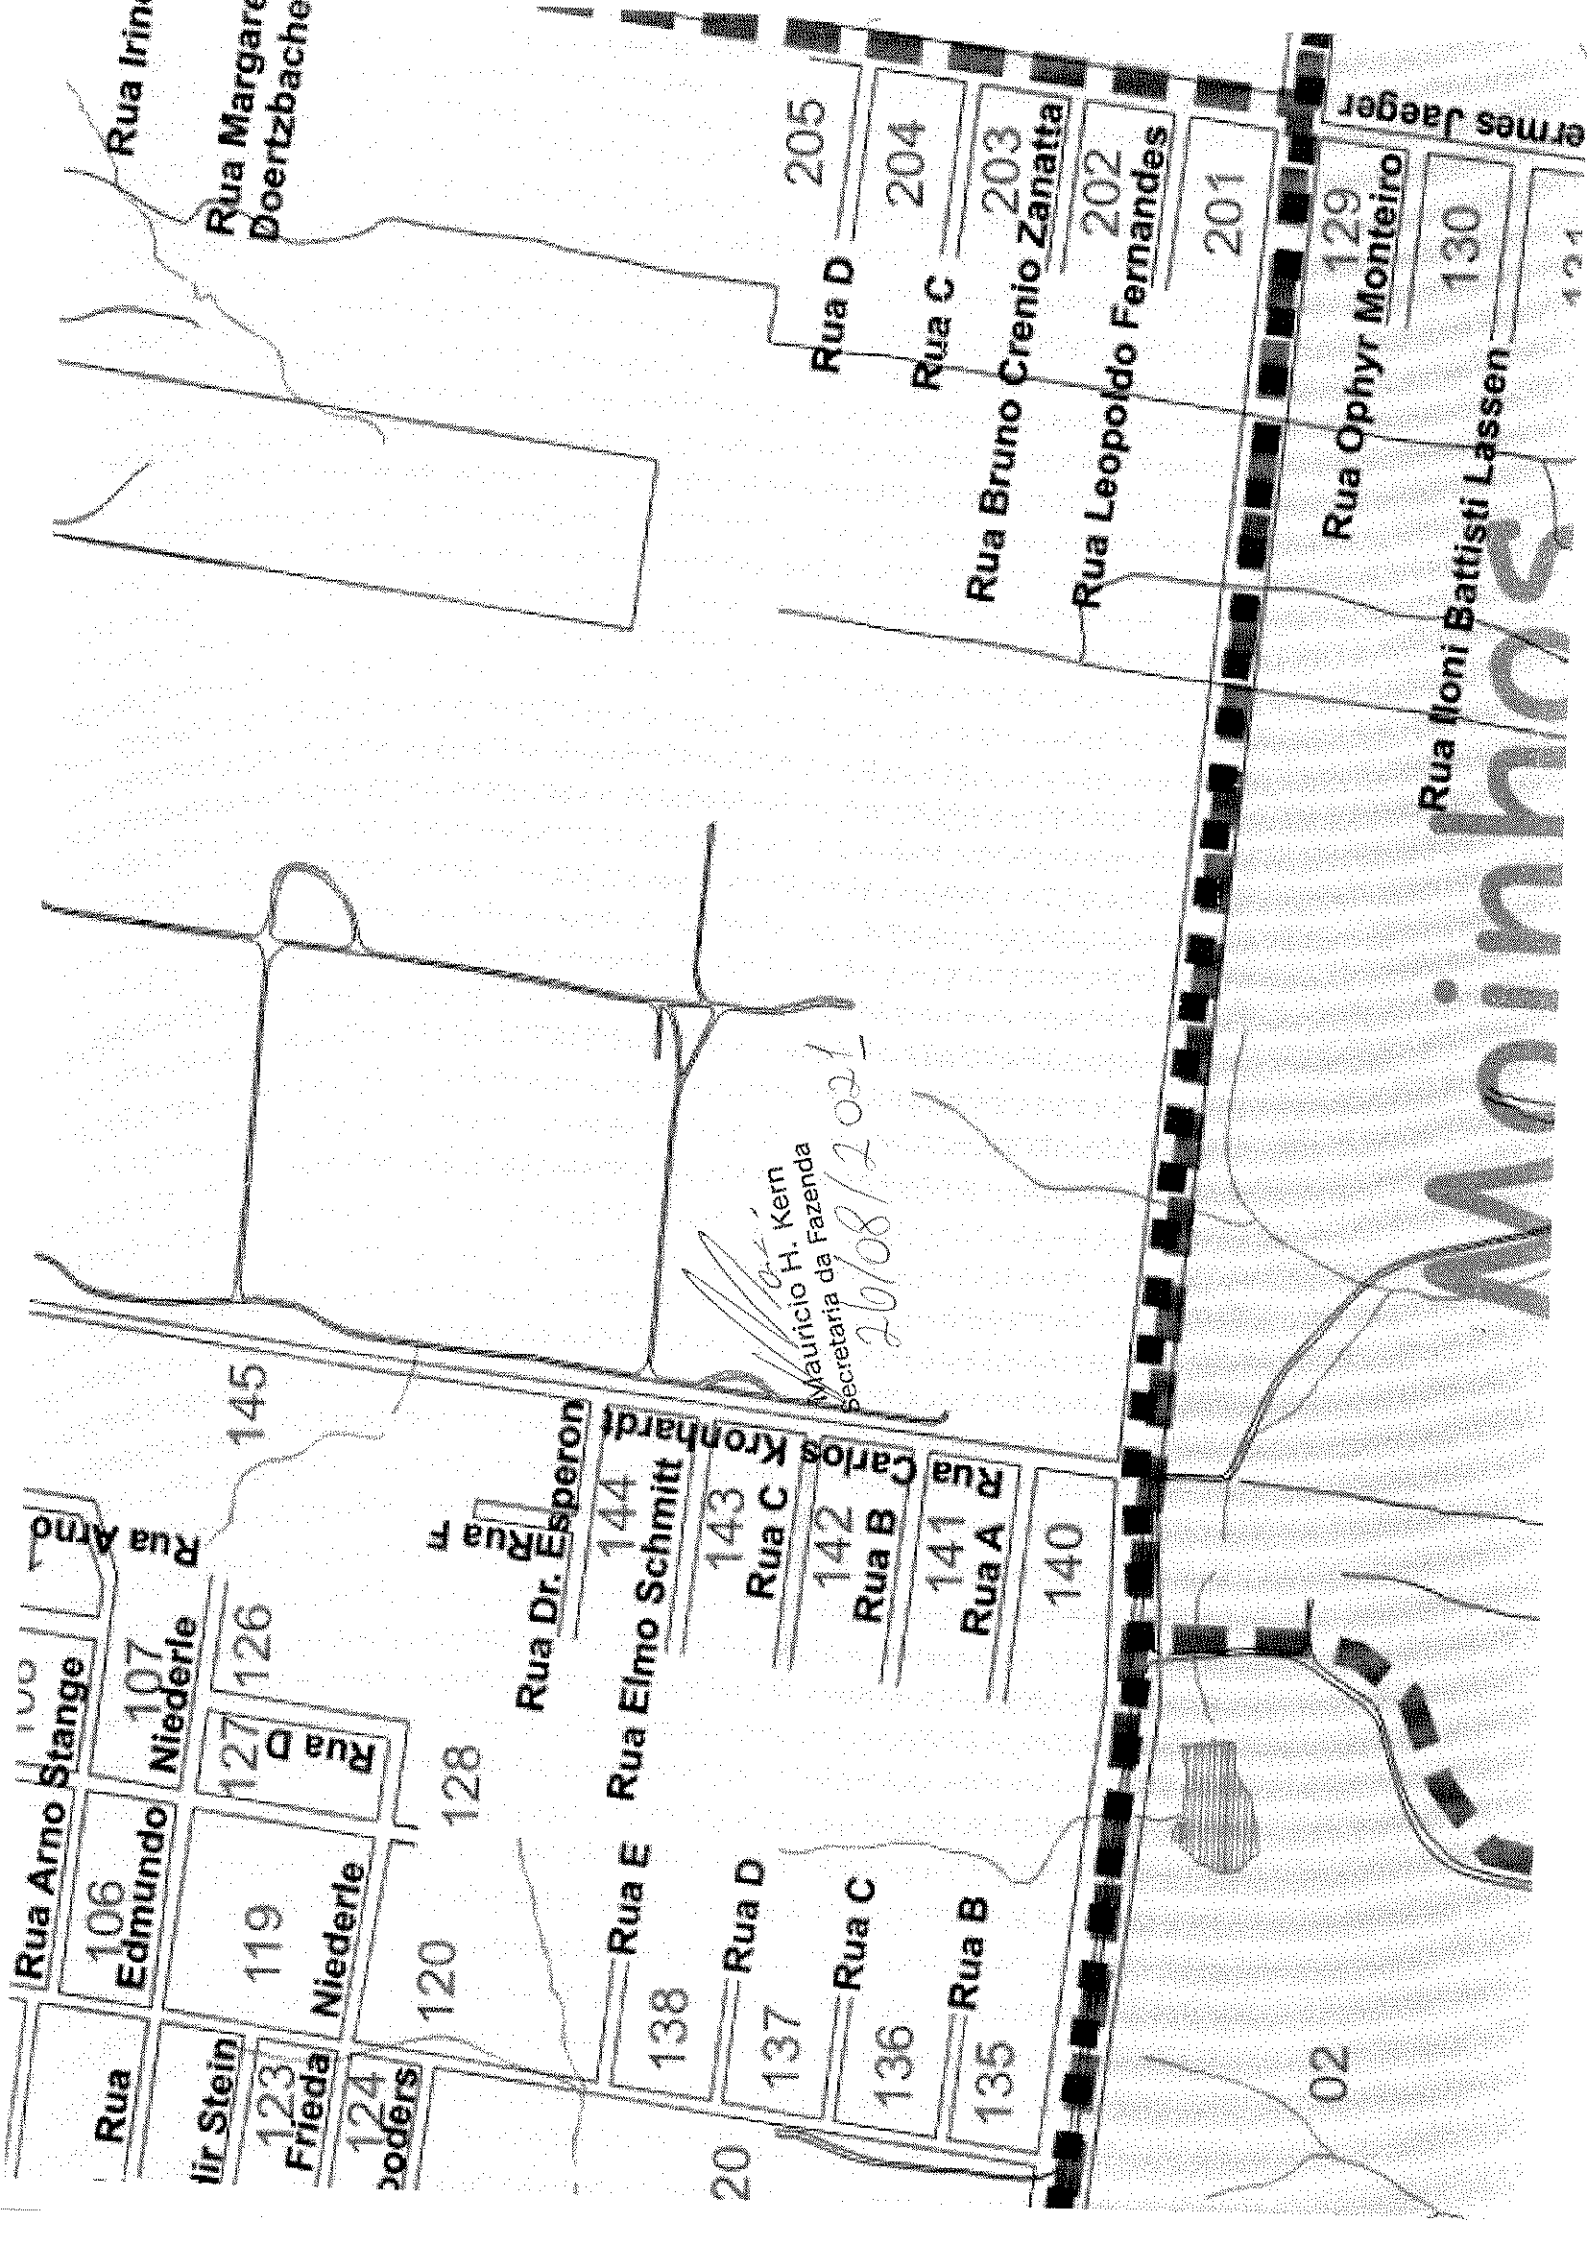 Rua Arno Stange
106
Edmundo
107
Niederle
Rua Arno
Rua
lir Stein
123
Frieda
Niederle
124
119
127
Rua D
126
145
120
128
Rua
Rua Dr. Esperon
144
Rua Elmo Schmitt
143
Rua C
142
Rua B
141
Rua A
140
Rua Carlos Kronhardt
Rua E
138
Rua D
137
Rua C
136
Rua B
135
20
02
Mauricio H. Kern
Secretaria da Fazenda
26/08/2021
Rua Margare
Doertzbache
205
Rua D
204
Rua C
203
Rua Bruno Crenio Zanatta
202
Rua Leopoldo Fernandes
201
ermes Jaeger
129
Rua Ophyr Monteiro
130
Rua Iloni Battisti Lassen
131
Moinhos